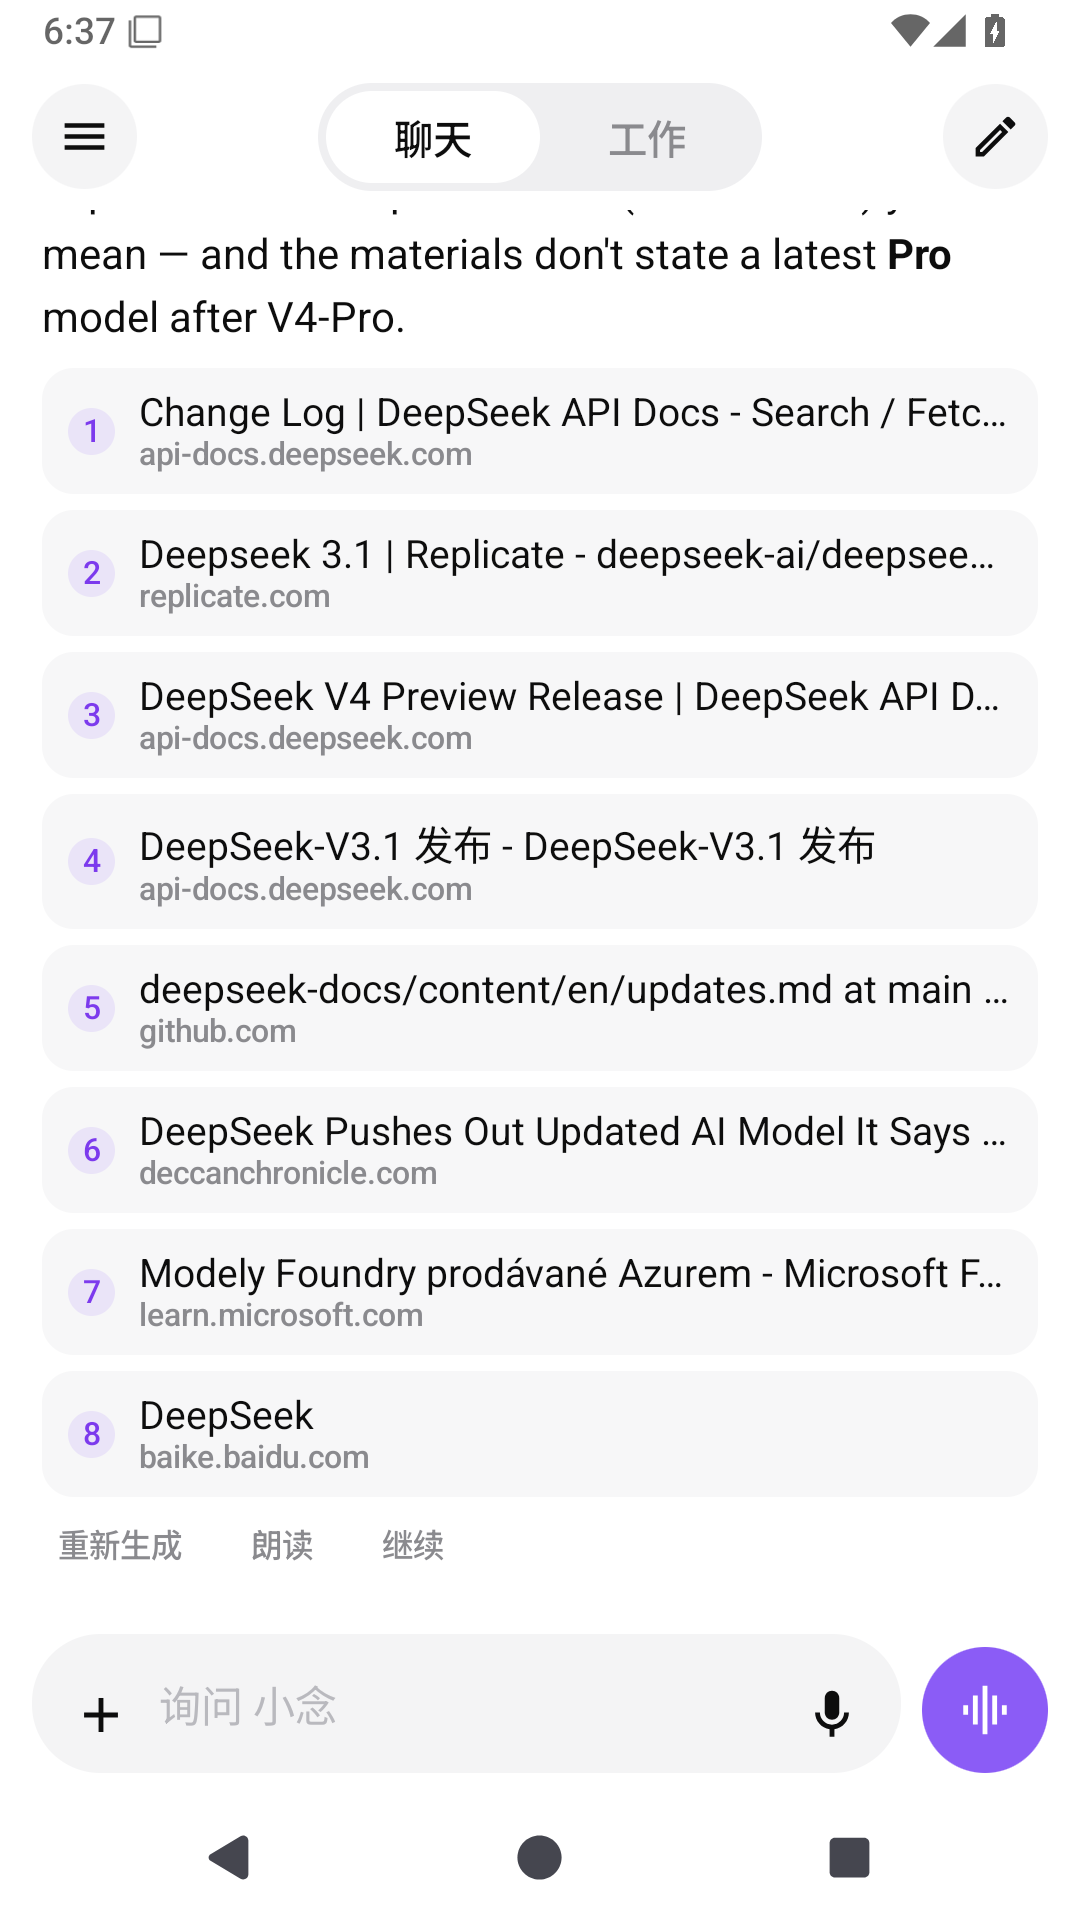 6:37
聊天
工作
mean — and the materials don't state a latest Pro
model after V4-Pro.
1
Change Log | DeepSeek API Docs - Search / Fetc...
api-docs.deepseek.com
2
Deepseek 3.1 | Replicate - deepseek-ai/deepsee...
replicate.com
3
DeepSeek V4 Preview Release | DeepSeek API D...
api-docs.deepseek.com
4
DeepSeek-V3.1 发布 - DeepSeek-V3.1 发布
api-docs.deepseek.com
5
deepseek-docs/content/en/updates.md at main ...
github.com
6
DeepSeek Pushes Out Updated AI Model It Says ...
deccanchronicle.com
7
Modely Foundry prodávané Azurem - Microsoft F...
learn.microsoft.com
8
DeepSeek
baike.baidu.com
重新生成 朗读 继续
询问 小念